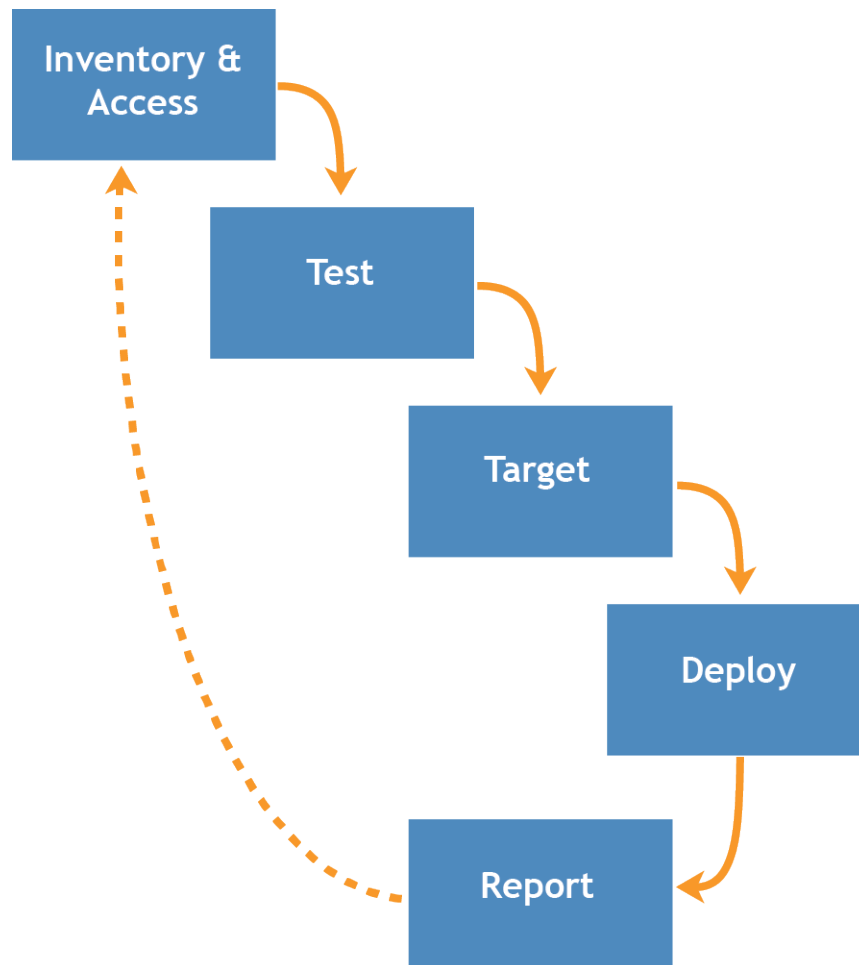 Inventory &
Access
Test
Target
Deploy
Report